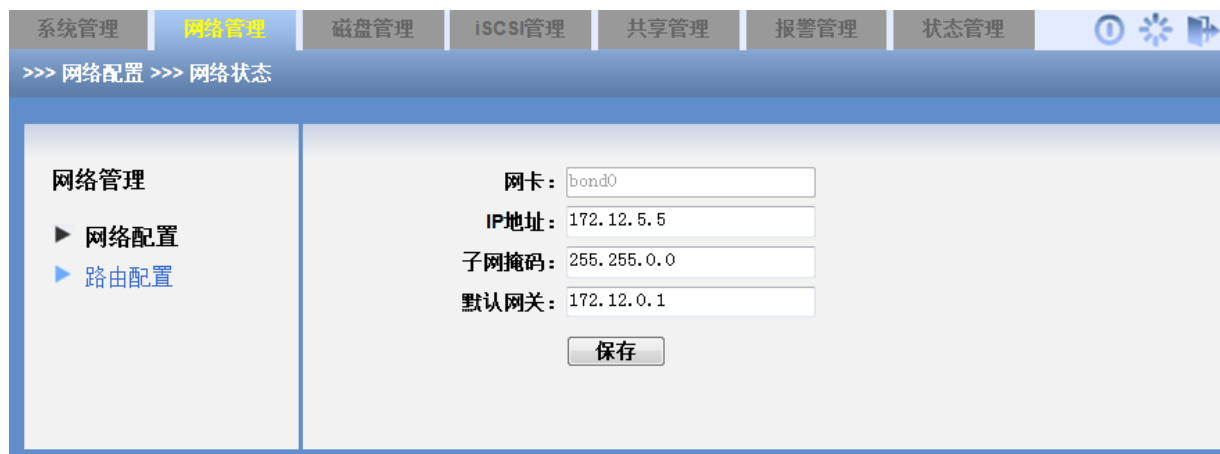 系统管理 网络管理 磁盘管理 iSCSI管理 共享管理 报警管理 状态管理
>>> 网络配置 >>> 网络状态
网络管理
网络配置
路由配置
网卡： bond0
IP地址： 172.12.5.5
子网掩码： 255.255.0.0
默认网关： 172.12.0.1
保存